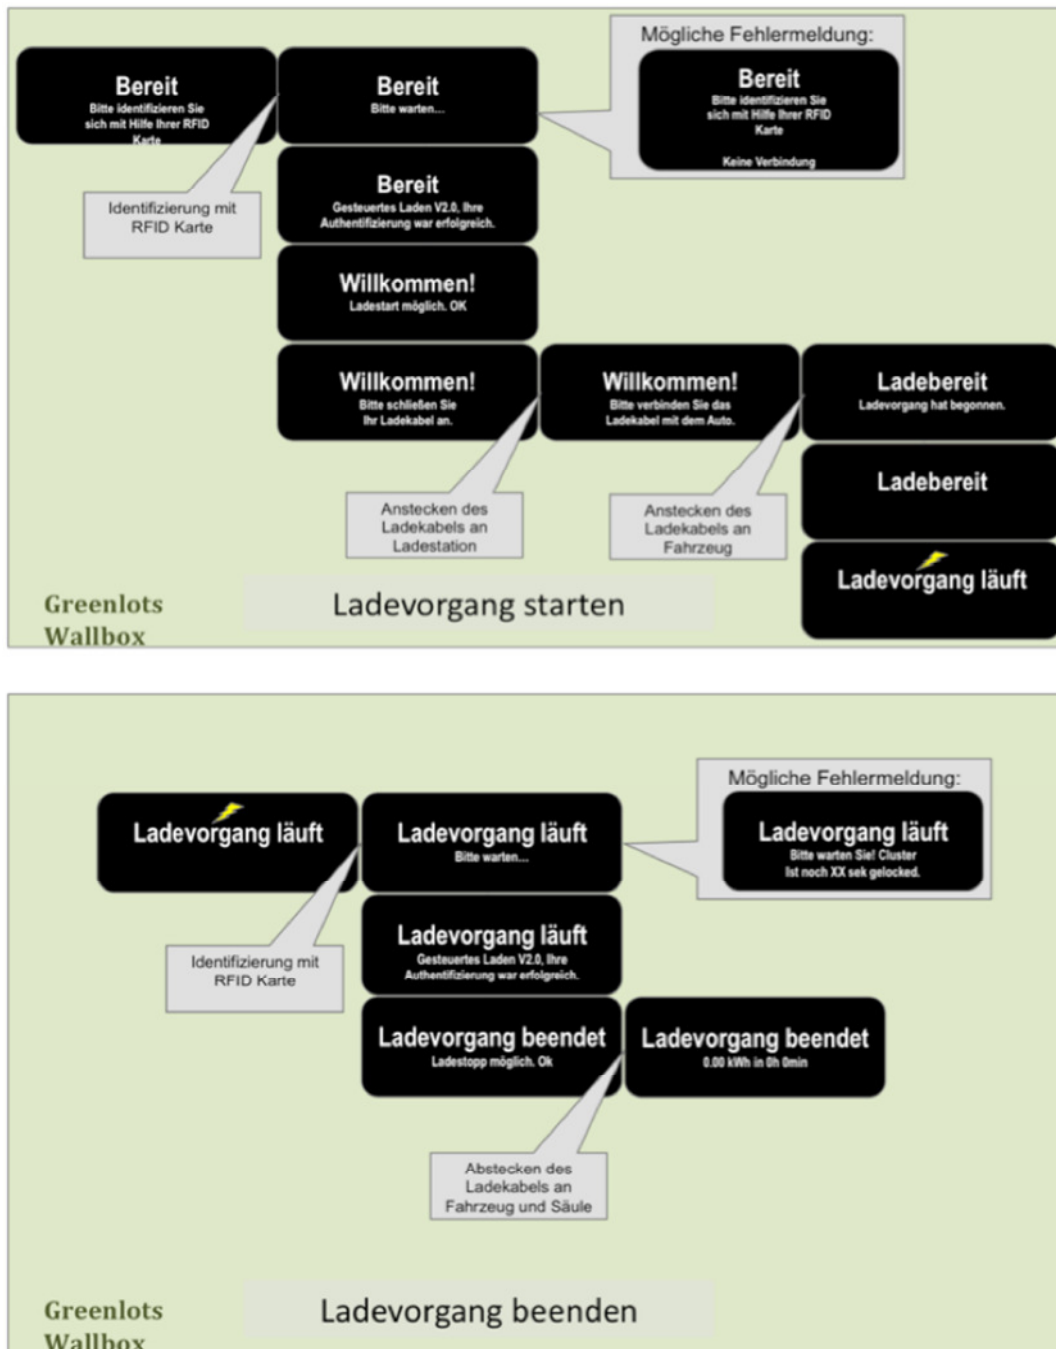 Mögliche Fehlermeldung:
Bereit
Bitte identifizieren Sie
sich mit Hilfe Ihrer RFID
Karte
Bereit
Bitte warten...
Bereit
Bitte identifizieren Sie
sich mit Hilfe Ihrer RFID
Karte
Keine Verbindung
Identifizierung mit
RFID Karte
Bereit
Gesteuertes Laden V2.0, Ihre
Authentifizierung war erfolgreich.
Willkommen!
Ladestart möglich. OK
Willkommen!
Bitte schließen Sie
Ihr Ladekabel an.
Willkommen!
Bitte verbinden Sie das
Ladekabel mit dem Auto.
Ladebereit
Ladevorgang hat begonnen.
Anstecken des
Ladekabels an
Ladestation
Anstecken des
Ladekabels an
Fahrzeug
Ladebereit
Ladevorgang läuft
Greenlots
Wallbox
Ladevorgang starten
Mögliche Fehlermeldung:
Ladevorgang läuft
Ladevorgang läuft
Bitte warten...
Ladevorgang läuft
Bitte warten Sie! Cluster
Ist noch XX sek gelocked.
Identifizierung mit
RFID Karte
Ladevorgang läuft
Gesteuertes Laden V2.0, Ihre
Authentifizierung war erfolgreich.
Ladevorgang beendet
Ladestopp möglich. Ok
Ladevorgang beendet
0.00 kWh in 0h 0min
Abstecken des
Ladekabels an
Fahrzeug und Säule
Greenlots
Wallbox
Ladevorgang beenden